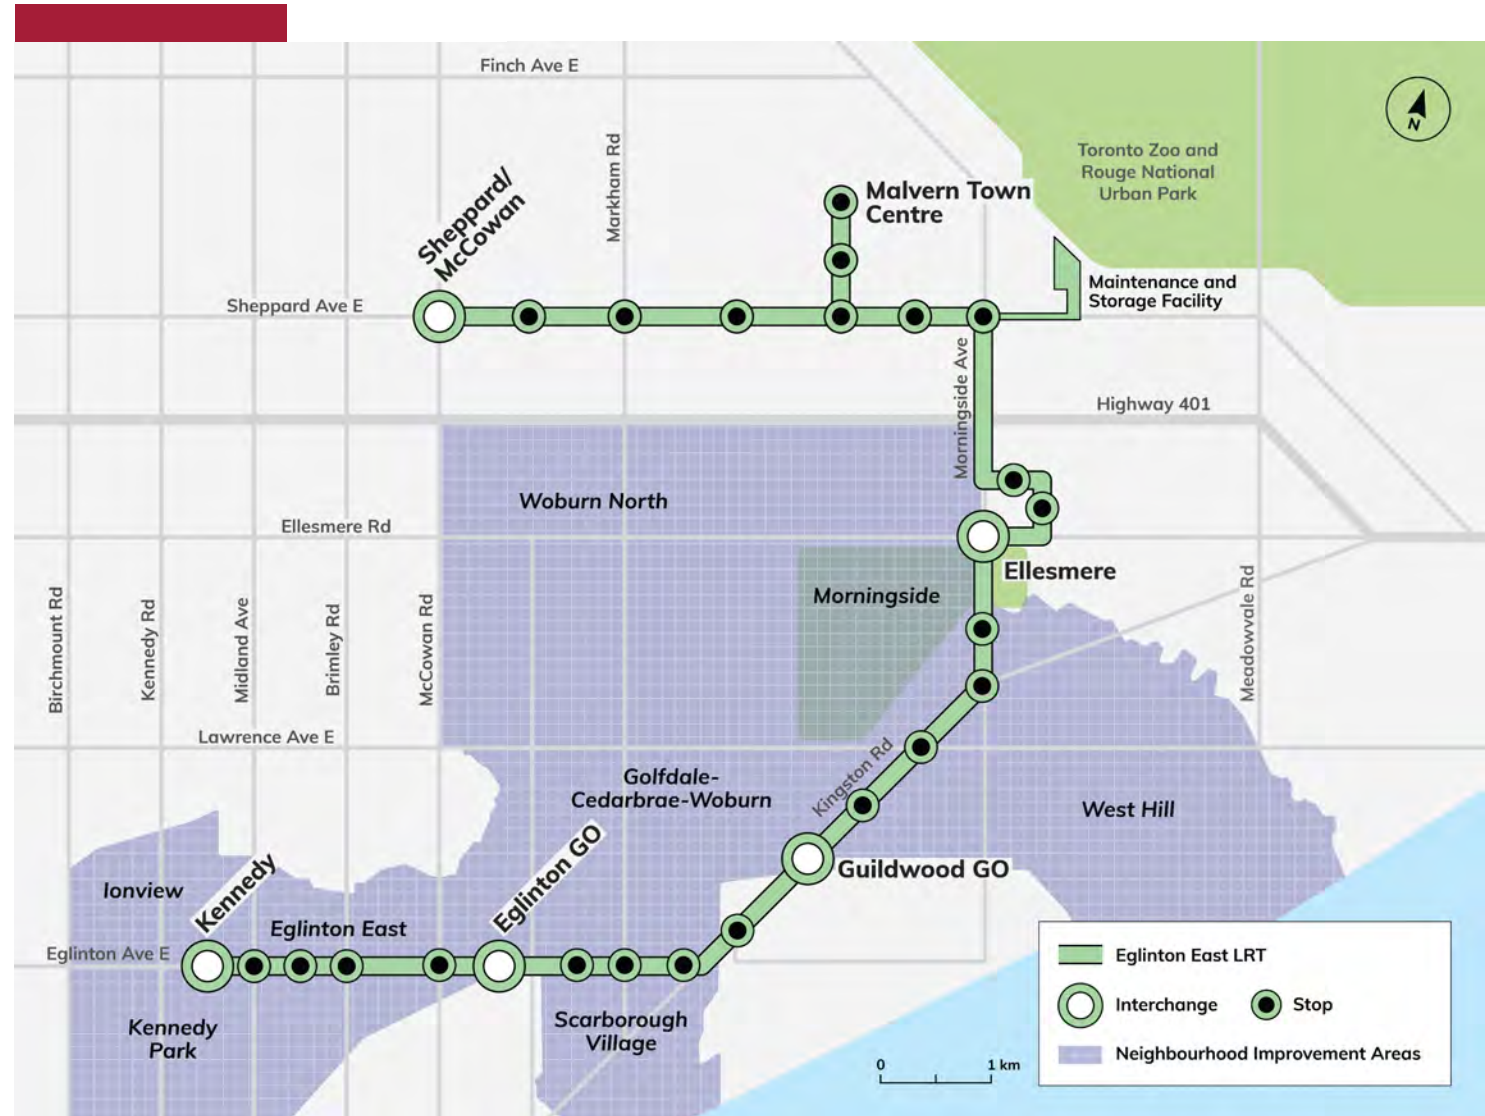 Finch Ave E
Markham Rd
N
Toronto Zoo and
Rouge National
Urban Park
Sheppard/
McCowan
Malvern Town
Centre
Maintenance and
Storage Facility
Sheppard Ave E
Morningside Ave
Highway 401
Woburn North
Ellesmere Rd
Ellesmere
Morningside
Birchmount Rd
Kennedy Rd
Midland Ave
Brimley Rd
McCowan Rd
Meadowvale Rd
Lawrence Ave E
Golfdale-
Cedarbrae-Woburn
Kingston Rd
West Hill
Guildwood GO
Ionview
Kennedy
Eglinton East
Eglinton GO
Eglinton Ave E
Kennedy
Park
Scarborough
Village
0 1 km
Eglinton East LRT
Interchange
Stop
Neighbourhood Improvement Areas